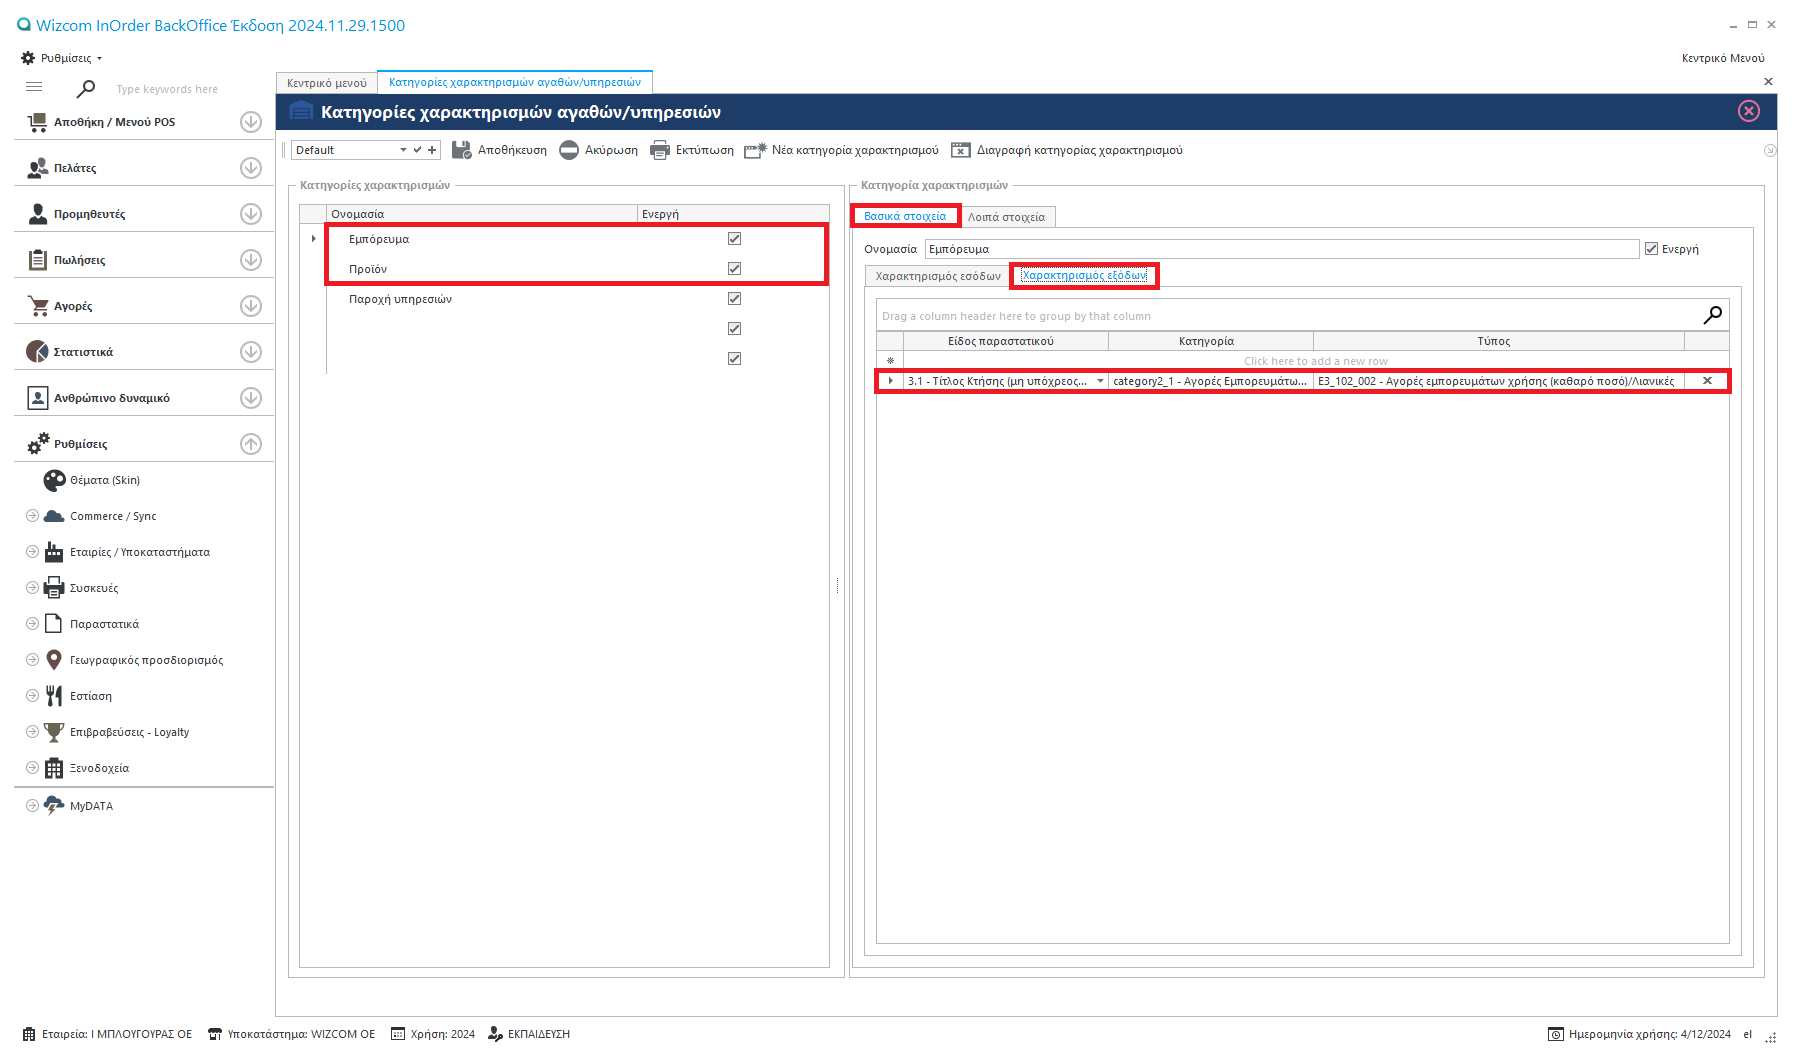 Wizcom InOrder BackOffice Έκδοση 2024.11.29.1500
Ρυθμίσεις
Κεντρικό Μενού
Type keywords here
Κεντρικό μενού
Κατηγορίες χαρακτηρισμών αγαθών/υπηρεσιών
Κατηγορίες χαρακτηρισμών αγαθών/υπηρεσιών
Default
Αποθήκευση
Ακύρωση
Εκτύπωση
Νέα κατηγορία χαρακτηρισμού
Διαγραφή κατηγορίας χαρακτηρισμού
Αποθήκη / Μενού POS
Πελάτες
Προμηθευτές
Πωλήσεις
Αγορές
Στατιστικά
Ανθρώπινο δυναμικό
Ρυθμίσεις
Θέματα (Skin)
Commerce / Sync
Εταιρίες / Υποκαταστήματα
Συσκευές
Παραστατικά
Γεωγραφικός προσδιορισμός
Εστίαση
Επιβραβεύσεις - Loyalty
Ξενοδοχεία
MyDATA
Κατηγορίες χαρακτηρισμών
Ονομασία Ενεργή
Εμπόρευμα
Προϊόν
Παροχή υπηρεσιών
Κατηγορία χαρακτηρισμών
Βασικά στοιχεία
Λοιπά στοιχεία
Ονομασία Εμπόρευμα Ενεργή
Χαρακτηρισμός εσόδων
Χαρακτηρισμός εξόδων
Drag a column header here to group by that column
Είδος παραστατικού Κατηγορία Τύπος
Click here to add a new row
3.1 - Τίτλος Κτήσης (μη υπόχρεος... category2_1 - Αγορές Εμπορευμάτω... E3_102_002 - Αγορές εμπορευμάτων χρήσης (καθαρό ποσό)/Λιανικές
Εταιρεία: Ι ΜΠΛΟΥΓΟΥΡΑΣ ΟΕ
Υποκατάστημα: WIZCOM ΟΕ
Χρήση: 2024
ΕΚΠΑΙΔΕΥΣΗ
Ημερομηνία χρήσης: 4/12/2024
el